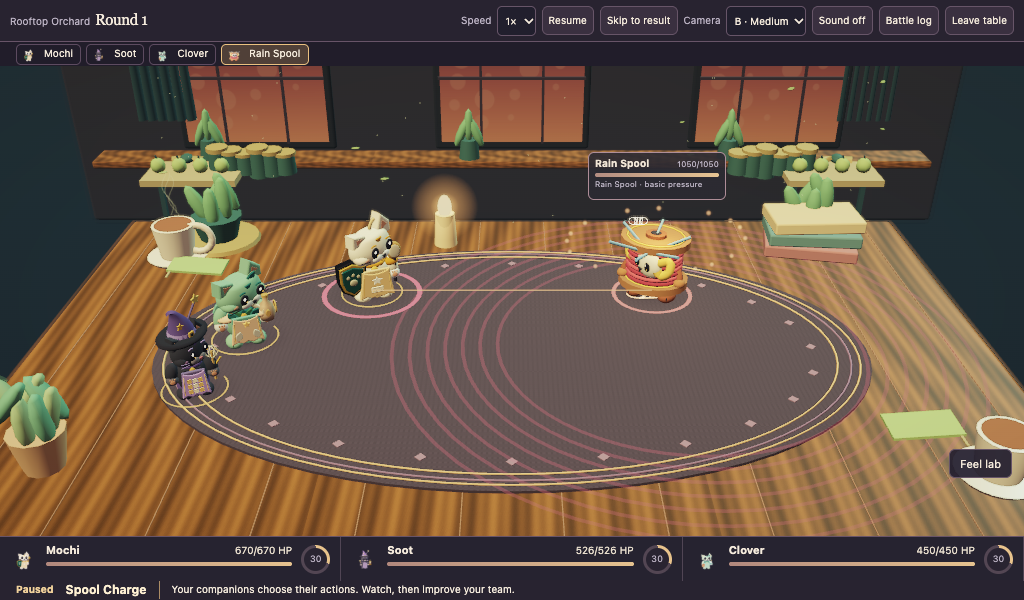 Rooftop Orchard Round 1
Speed 1x Resume Skip to result Camera B · Medium Sound off Battle log Leave table
Mochi Soot Clover Rain Spool
Rain Spool 1050/1050
Rain Spool · basic pressure
Feel lab
Mochi 670/670 HP 30
Soot 526/526 HP 30
Clover 450/450 HP 30
Paused Spool Charge Your companions choose their actions. Watch, then improve your team.